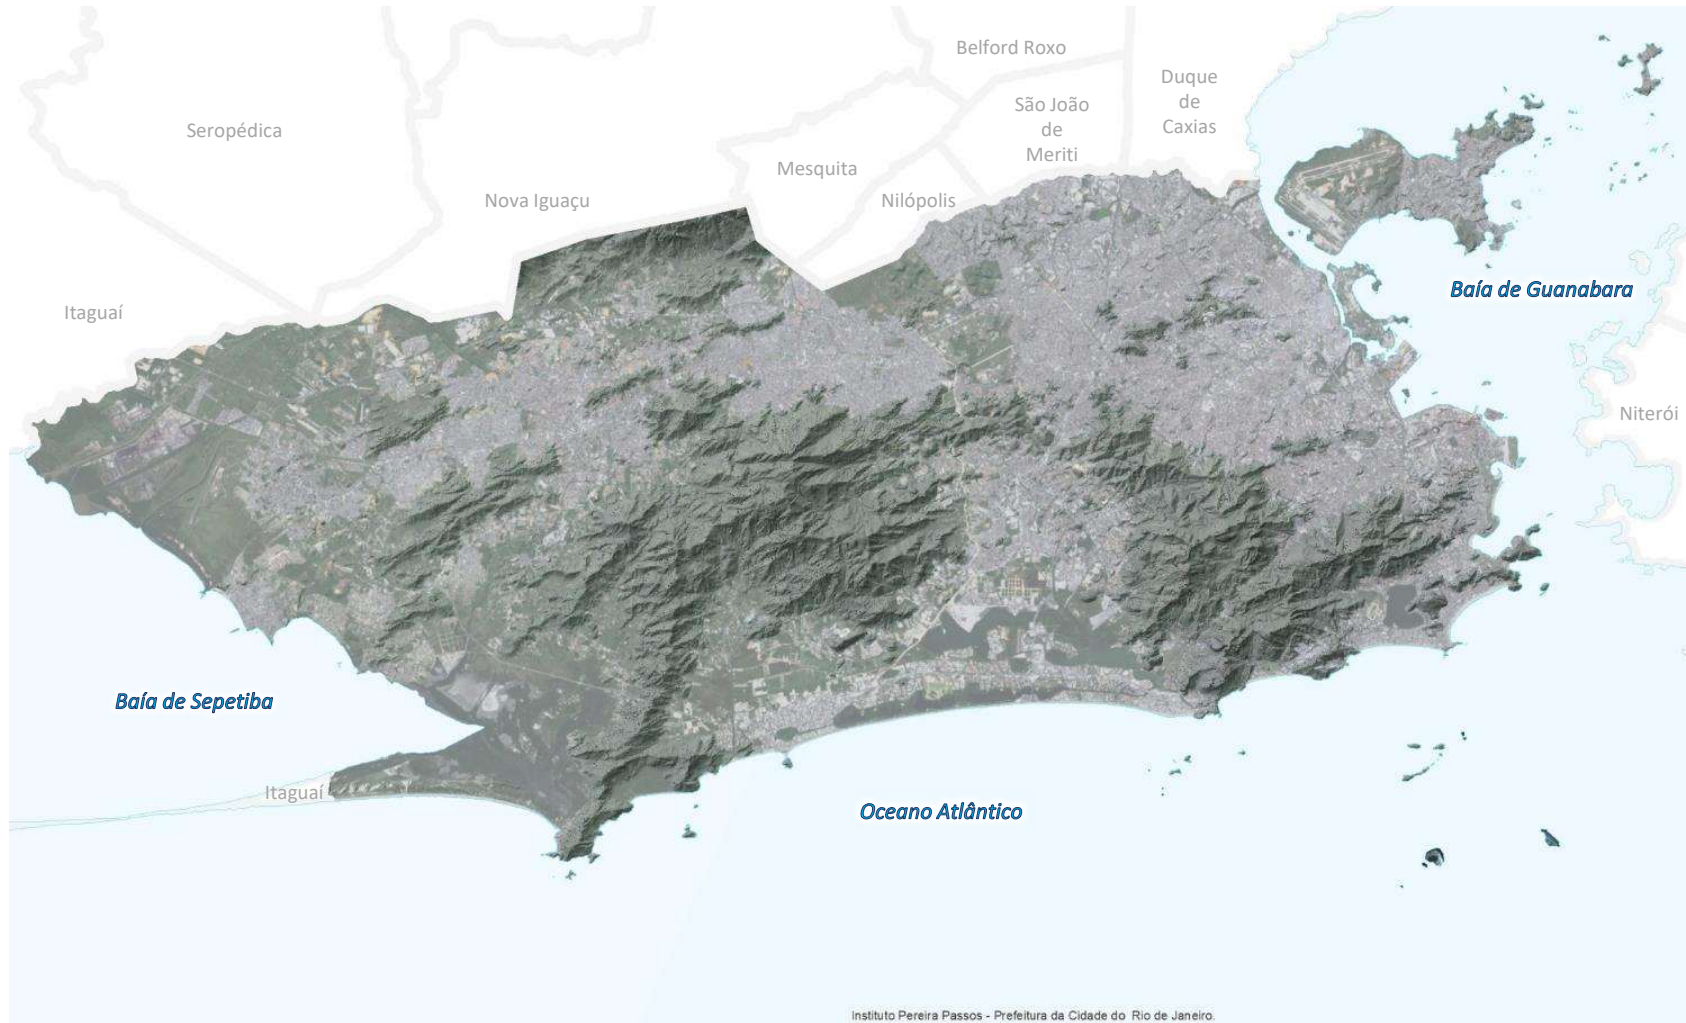 Belford Roxo
Duque
de
Caxias
São João
de
Meriti
Seropédica
Mesquita
Nova Iguaçu
Nilópolis
Baía de Guanabara
Itaguaí
Niterói
Baía de Sepetiba
Itaguaí
Oceano Atlântico
Instituto Pereira Passos - Prefeitura da Cidade do Rio de Janeiro.